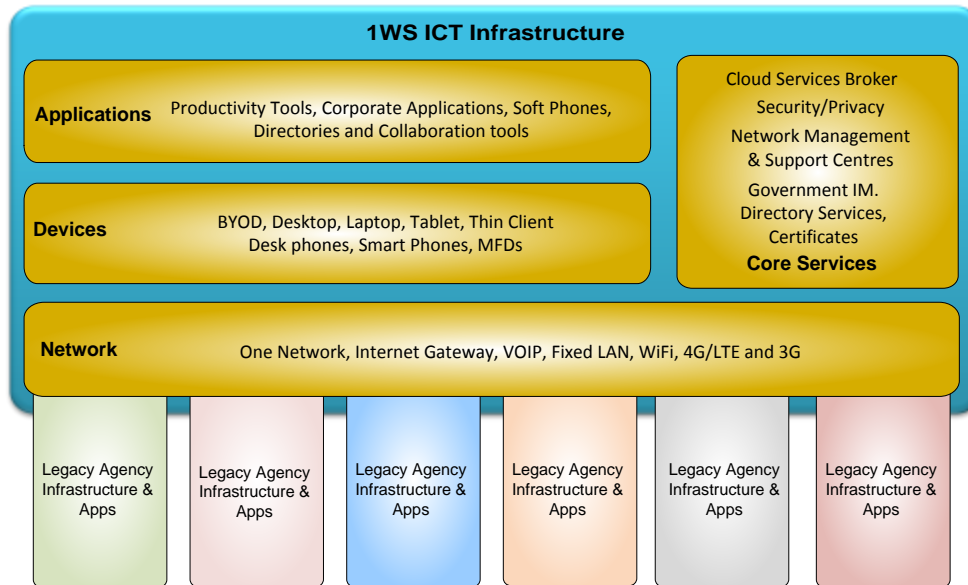 1WS ICT Infrastructure
Applications
Productivity Tools, Corporate Applications, Soft Phones,
Directories and Collaboration tools
Devices
BYOD, Desktop, Laptop, Tablet, Thin Client
Desk phones, Smart Phones, MFDs
Cloud Services Broker
Security/Privacy
Network Management
& Support Centres
Government IM.
Directory Services,
Certificates
Core Services
Network
One Network, Internet Gateway, VOIP, Fixed LAN, WiFi, 4G/LTE and 3G
Legacy Agency
Infrastructure &
Apps
Legacy Agency
Infrastructure &
Apps
Legacy Agency
Infrastructure &
Apps
Legacy Agency
Infrastructure &
Apps
Legacy Agency
Infrastructure &
Apps
Legacy Agency
Infrastructure &
Apps